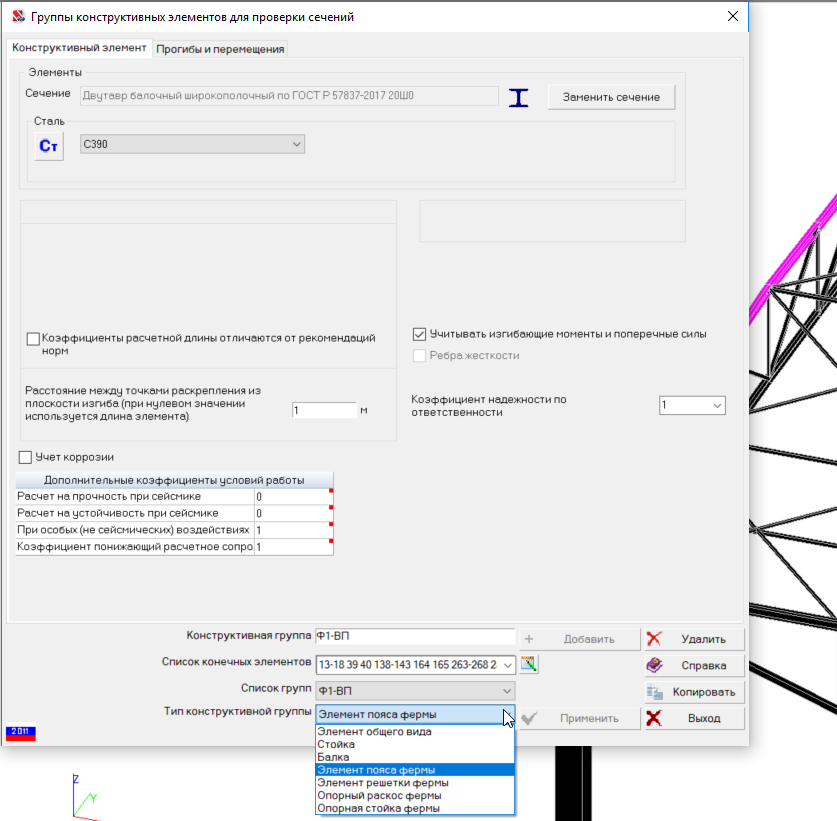 Группы конструктивных элементов для проверки сечений
Конструктивный элемент
Прогибы и перемещения
Элементы
Сечение
Двутавр балочный широкополочный по ГОСТ Р 57837-2017 20Ш0
Заменить сечение
Сталь
Ст
С390
Коэффициенты расчетной длины отличаются от рекомендаций
норм
Учитывать изгибающие моменты и поперечные силы
Ребра жесткости
Расстояние между точками раскрепления из
плоскости изгиба (при нулевом значении
используется длина элемента)
1
м
Коэффициент надежности по
ответственности
1
Учет коррозии
Дополнительные коэффициенты условий работы
Расчет на прочность при сейсмике
0
Расчет на устойчивость при сейсмике
0
При особых (не сейсмических) воздействиях
1
Коэффициент понижающий расчетное сопро
1
Конструктивная группа
Ф1-ВП
Добавить
Удалить
Список конечных элементов
13-18 39 40 138-143 164 165 263-268 2
Справка
Список групп
Ф1-ВП
Копировать
Тип конструктивной группы
Элемент пояса фермы
Применить
Выход
2011
Элемент общего вида
Стойка
Балка
Элемент пояса фермы
Элемент решетки фермы
Опорный раскос фермы
Опорная стойка фермы
Z
Y